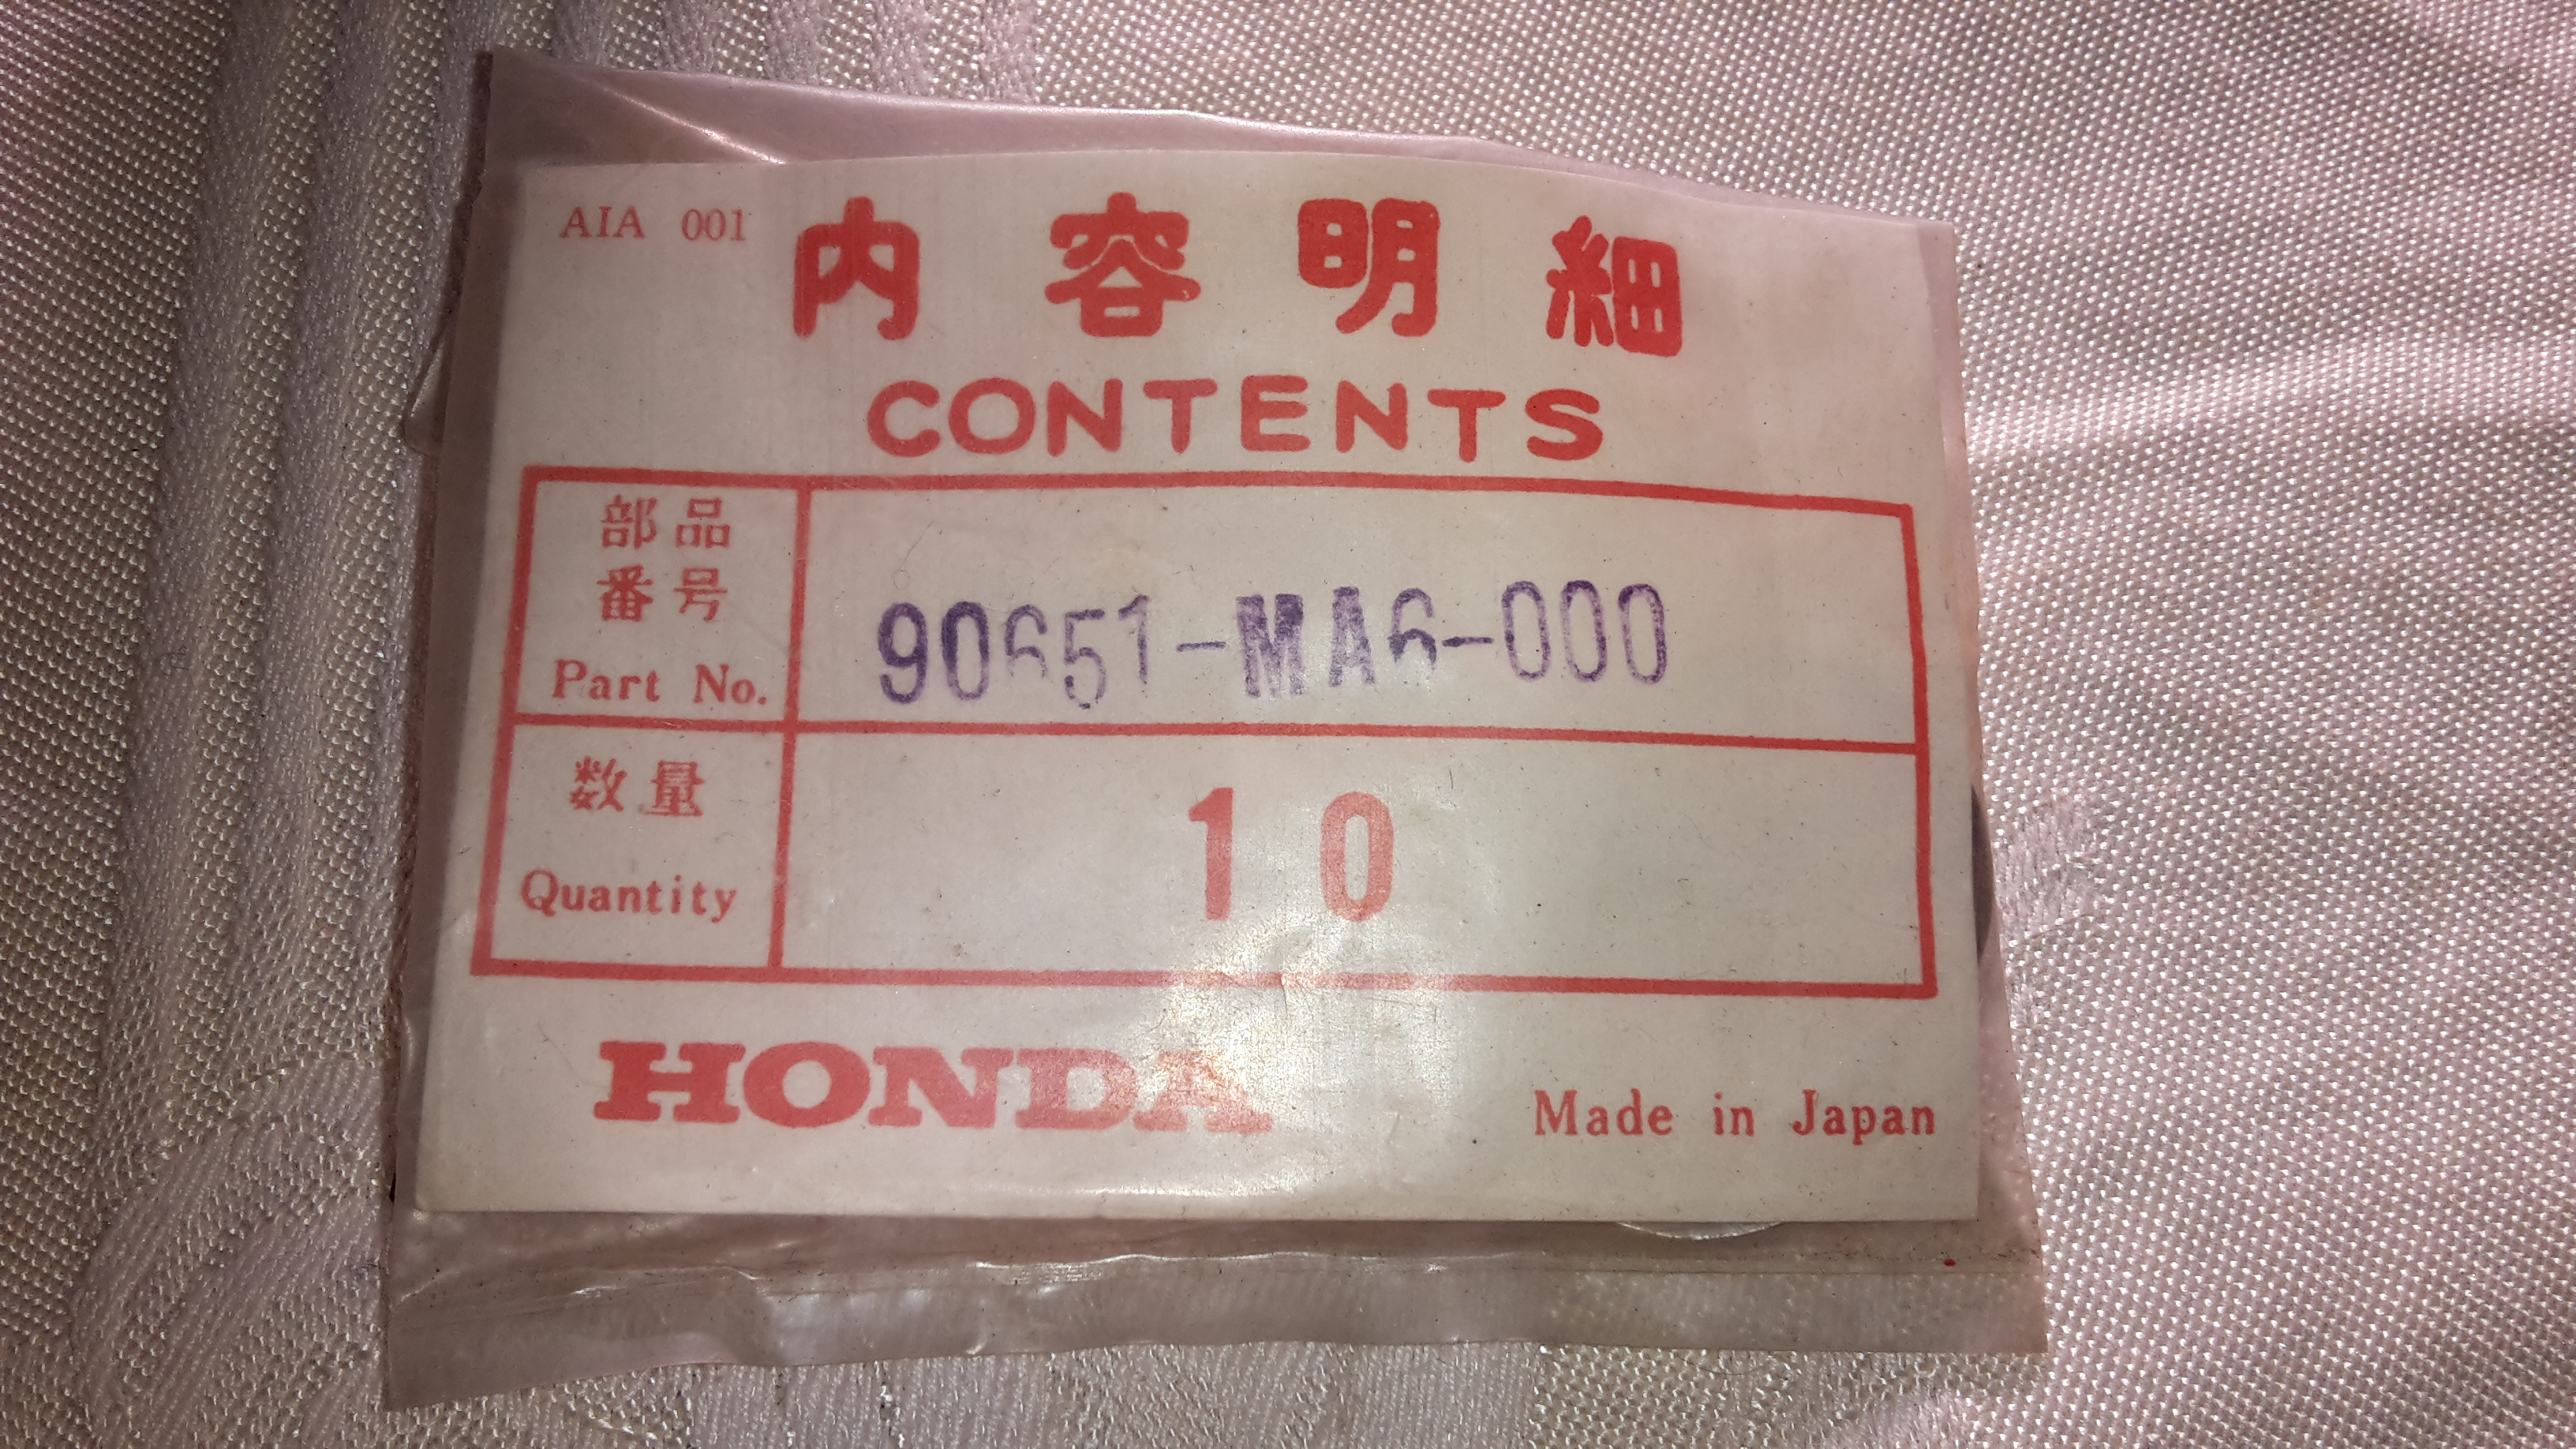 AIA 001
内容明細
CONTENTS
部品
番号
Part No.
90651-MA6-000
数量
Quantity
10
HONDA
Made in Japan